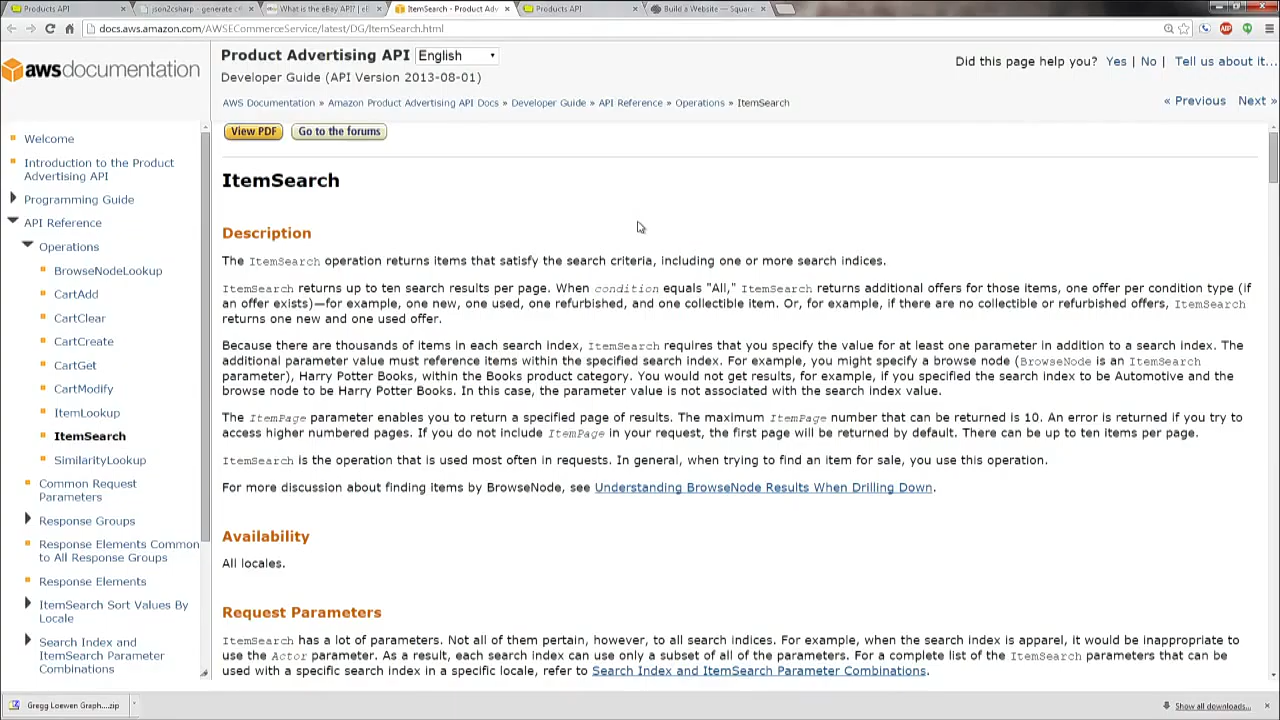 Products API
json2csharp - generate c#
What is the eBay API? | eB
ItemSearch - Product Adv
Products API
Build a Website — Squar
docs.aws.amazon.com/AWSECommerceService/latest/DG/ItemSearch.html
awsdocumentation
Product Advertising API English
Developer Guide (API Version 2013-08-01)
Did this page help you? Yes | No | Tell us about it...
AWS Documentation » Amazon Product Advertising API Docs » Developer Guide » API Reference » Operations » ItemSearch
« Previous Next »
View PDF Go to the forums
Welcome
Introduction to the Product
Advertising API
Programming Guide
API Reference
Operations
BrowseNodeLookup
CartAdd
CartClear
CartCreate
CartGet
CartModify
ItemLookup
ItemSearch
SimilarityLookup
Common Request
Parameters
Response Groups
Response Elements Common
to All Response Groups
Response Elements
ItemSearch Sort Values By
Locale
Search Index and
ItemSearch Parameter
Combinations
ItemSearch
Description
The ItemSearch operation returns items that satisfy the search criteria, including one or more search indices.
ItemSearch returns up to ten search results per page. When condition equals "All," ItemSearch returns additional offers for those items, one offer per condition type (if
an offer exists)—for example, one new, one used, one refurbished, and one collectible item. Or, for example, if there are no collectible or refurbished offers, ItemSearch
returns one new and one used offer.
Because there are thousands of items in each search index, ItemSearch requires that you specify the value for at least one parameter in addition to a search index. The
additional parameter value must reference items within the specified search index. For example, you might specify a browse node (BrowseNode is an ItemSearch
parameter), Harry Potter Books, within the Books product category. You would not get results, for example, if you specified the search index to be Automotive and the
browse node to be Harry Potter Books. In this case, the parameter value is not associated with the search index value.
The ItemPage parameter enables you to return a specified page of results. The maximum ItemPage number that can be returned is 10. An error is returned if you try to
access higher numbered pages. If you do not include ItemPage in your request, the first page will be returned by default. There can be up to ten items per page.
ItemSearch is the operation that is used most often in requests. In general, when trying to find an item for sale, you use this operation.
For more discussion about finding items by BrowseNode, see Understanding BrowseNode Results When Drilling Down.
Availability
All locales.
Request Parameters
ItemSearch has a lot of parameters. Not all of them pertain, however, to all search indices. For example, when the search index is apparel, it would be inappropriate to
use the Actor parameter. As a result, each search index can use only a subset of all of the parameters. For a complete list of the ItemSearch parameters that can be
used with a specific search index in a specific locale, refer to Search Index and ItemSearch Parameter Combinations.
Gregg Loewen Graph....zip
Show all downloads...